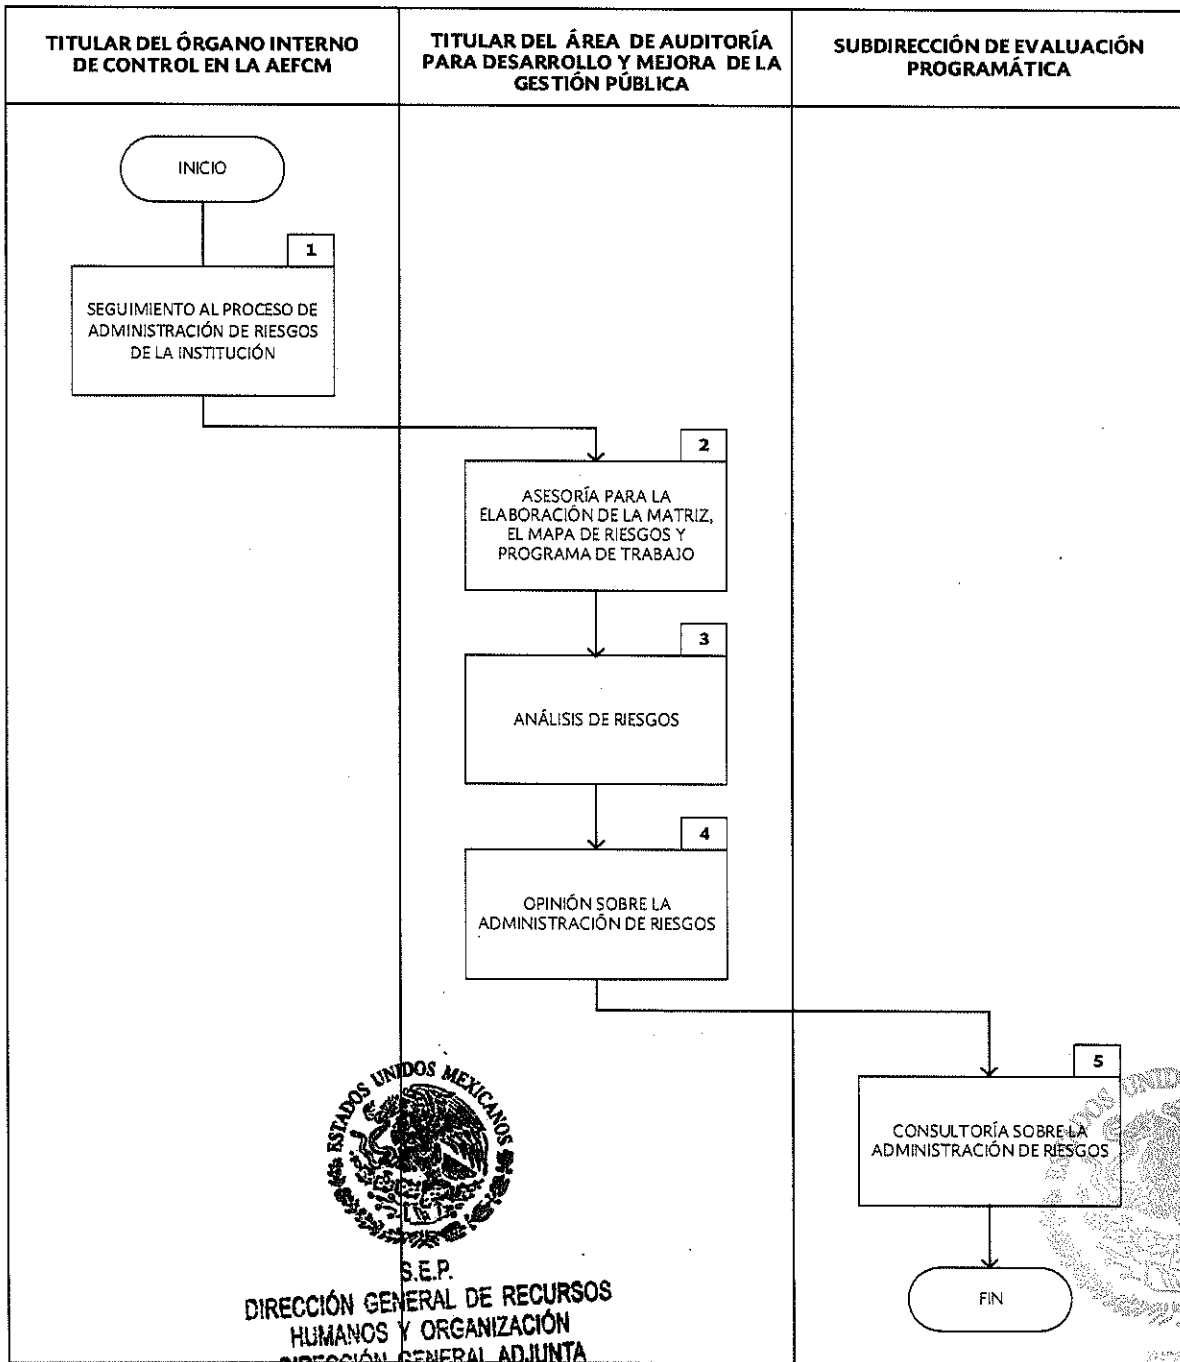 TITULAR DEL ÓRGANO INTERNO
DE CONTROL EN LA AEFCM
TITULAR DEL ÁREA DE AUDITORÍA
PARA DESARROLLO Y MEJORA DE LA
GESTIÓN PÚBLICA
SUBDIRECCIÓN DE EVALUACIÓN
PROGRAMÁTICA
INICIO
1
SEGUIMIENTO AL PROCESO DE
ADMINISTRACIÓN DE RIESGOS
DE LA INSTITUCIÓN
2
ASESORÍA PARA LA
ELABORACIÓN DE LA MATRIZ,
EL MAPA DE RIESGOS Y
PROGRAMA DE TRABAJO
3
ANÁLISIS DE RIESGOS
4
OPINIÓN SOBRE LA
ADMINISTRACIÓN DE RIESGOS
5
CONSULTORÍA SOBRE LA
ADMINISTRACIÓN DE RIESGOS
FIN
ESTADOS UNIDOS MEXICANOS
S.E.P.
DIRECCIÓN GENERAL DE RECURSOS
HUMANOS Y ORGANIZACIÓN
DIRECCIÓN GENERAL ADJUNTA